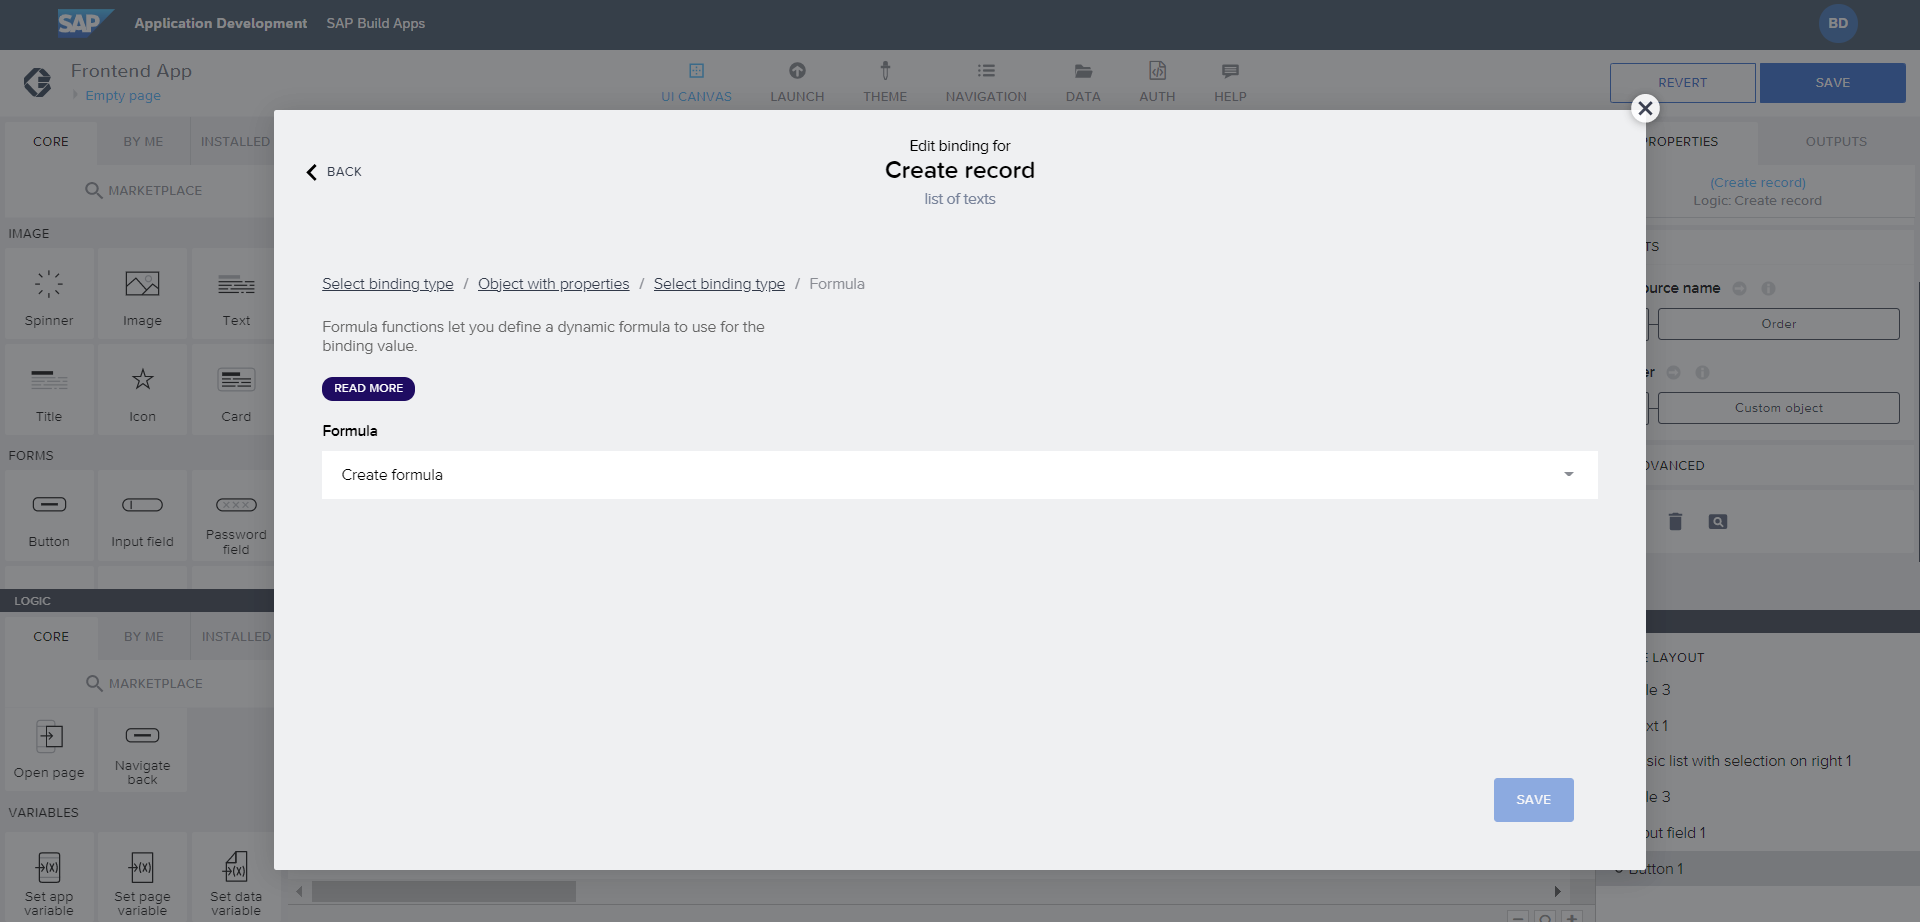 SAP
Application Development
SAP Build Apps
BD
Frontend App
Empty page
UI CANVAS
LAUNCH
THEME
NAVIGATION
DATA
AUTH
HELP
REVERT
SAVE
CORE
BY ME
INSTALLED
MARKETPLACE
IMAGE
Spinner
Image
Text
Title
Icon
Card
FORMS
Button
Input field
Password
field
LOGIC
CORE
BY ME
INSTALLED
MARKETPLACE
Open page
Navigate
back
VARIABLES
Set app
variable
Set page
variable
Set data
variable
BACK
Edit binding for
Create record
list of texts
Select binding type / Object with properties / Select binding type / Formula
Formula functions let you define a dynamic formula to use for the
binding value.
READ MORE
Formula
Create formula
SAVE
ROPERTIES
OUTPUTS
(Create record)
Logic: Create record
TS
urce name
Order
er
Custom object
DVANCED
E LAYOUT
le 3
xt 1
sic list with selection on right 1
le 3
out field 1
Button 1